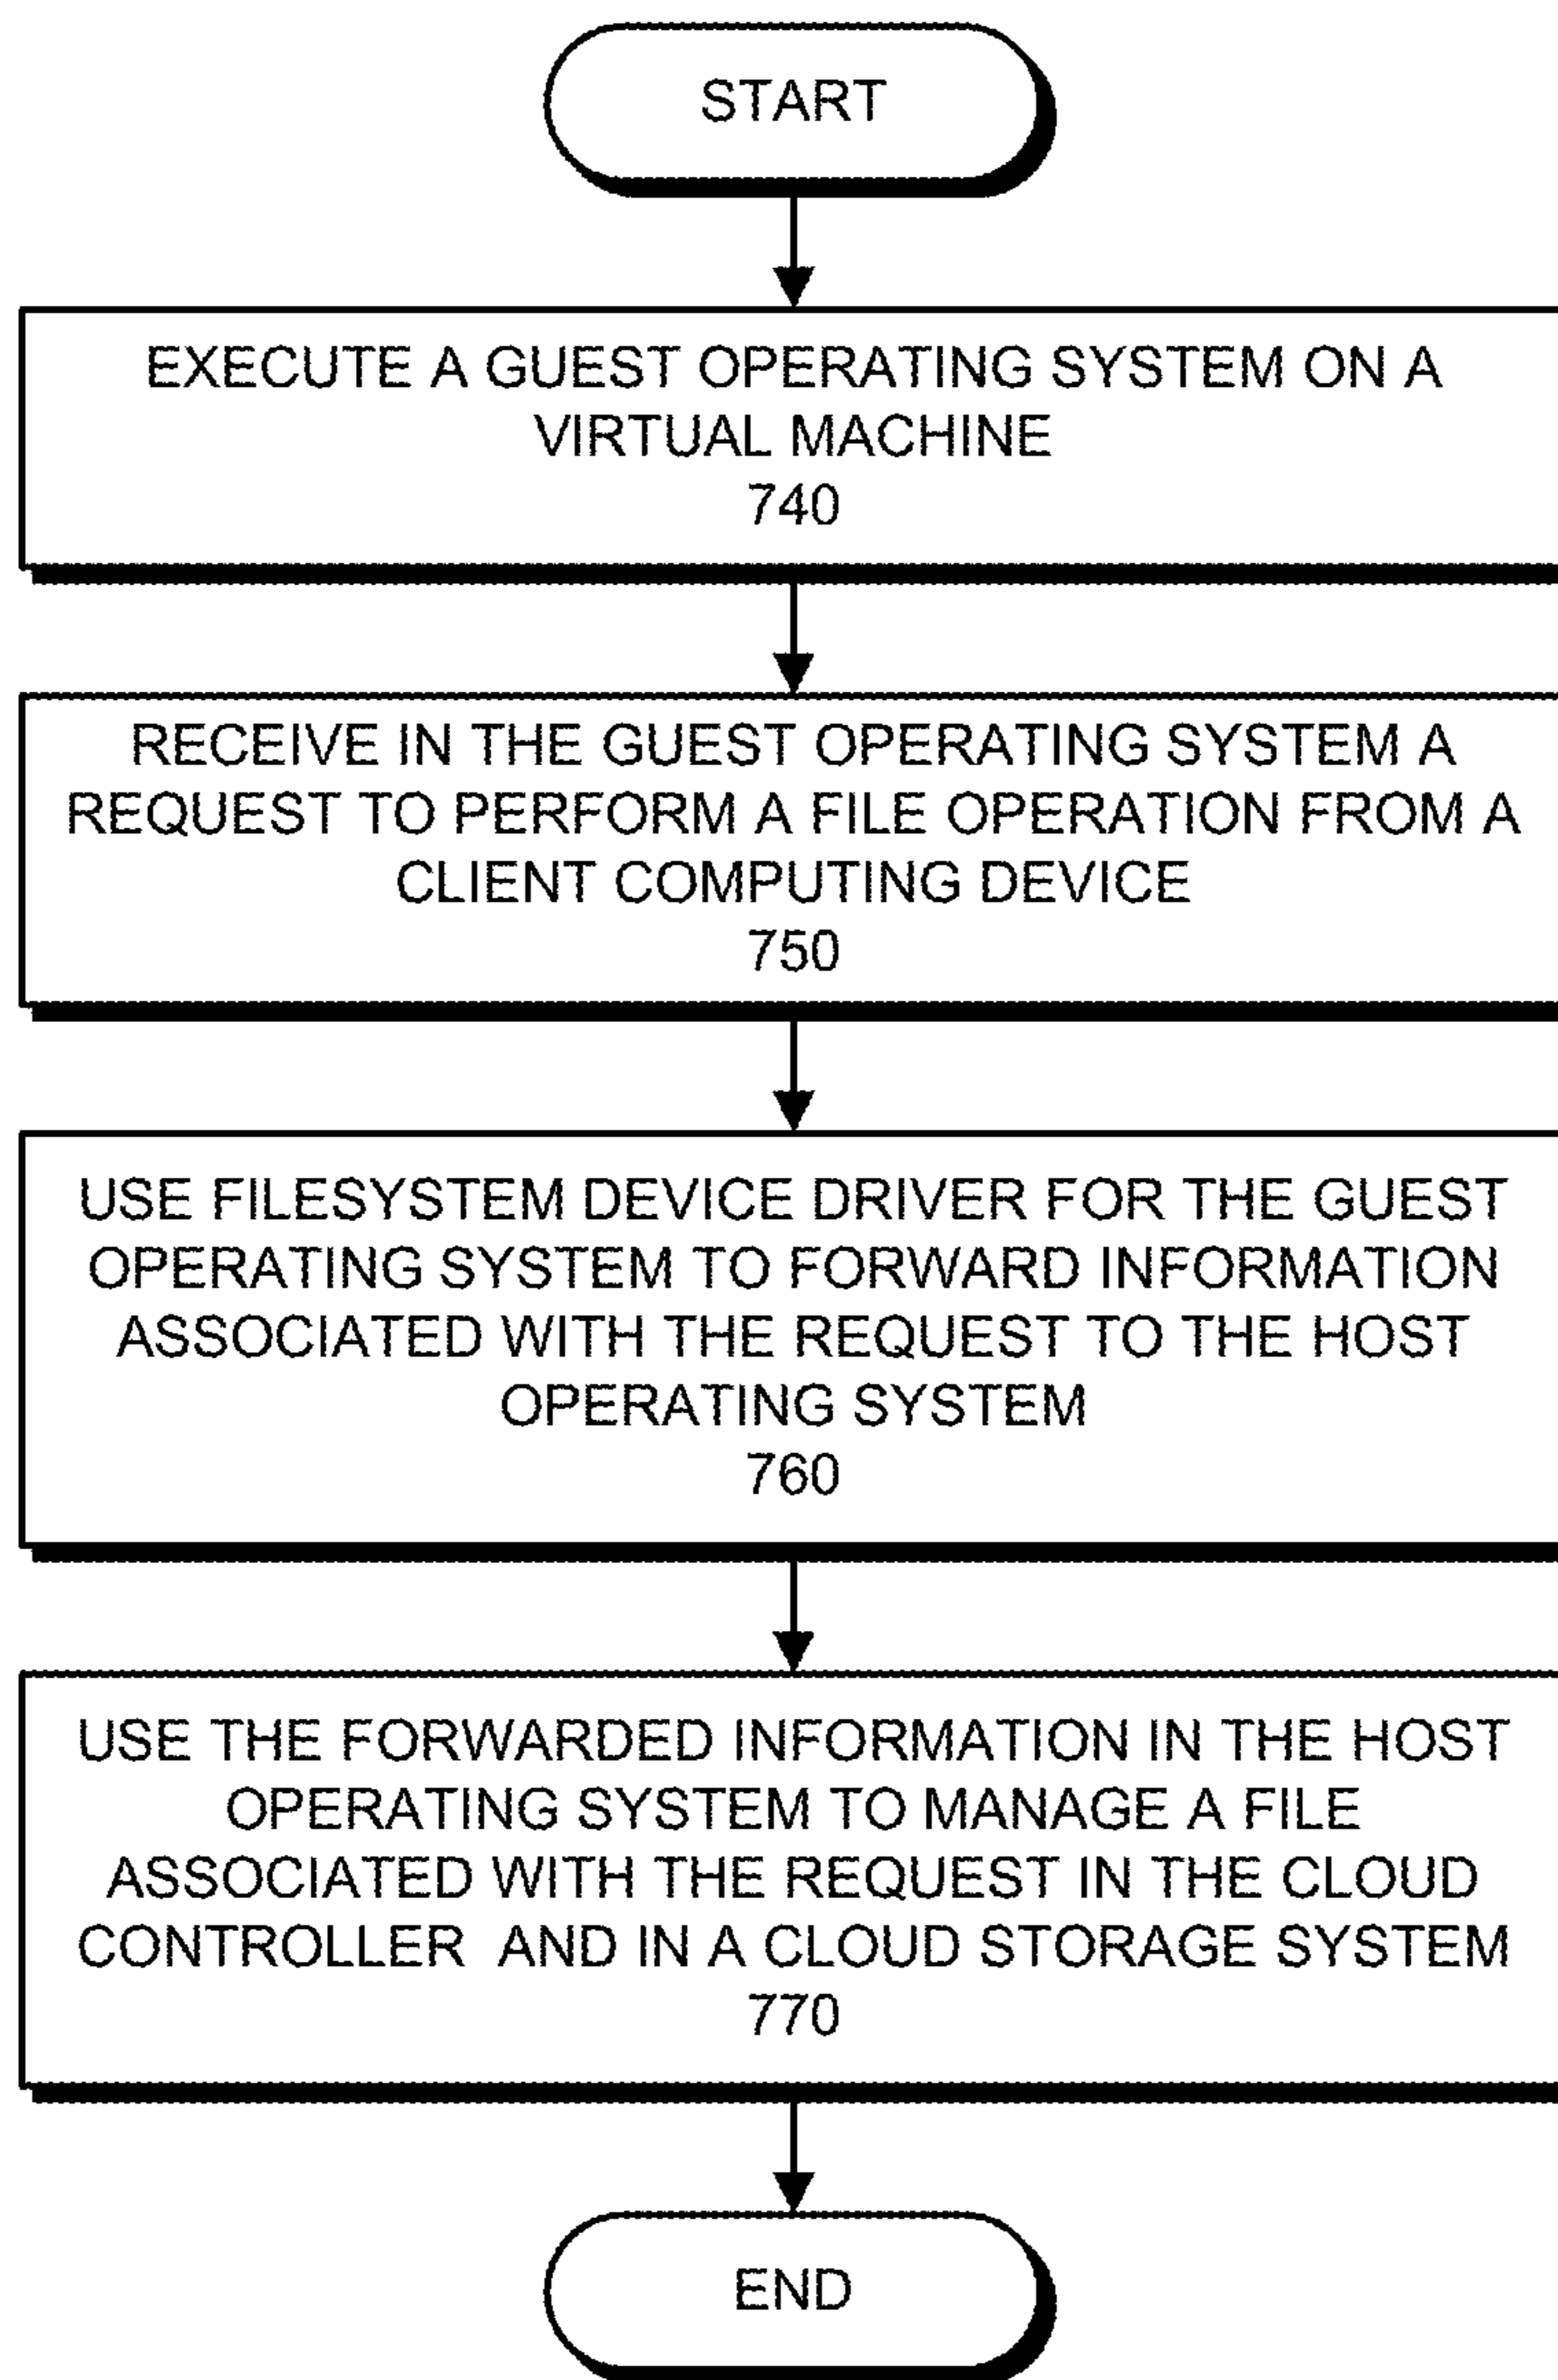 START
EXECUTE A GUEST OPERATING SYSTEM ON A
VIRTUAL MACHINE
740
RECEIVE IN THE GUEST OPERATING SYSTEM A
REQUEST TO PERFORM A FILE OPERATION FROM A
CLIENT COMPUTING DEVICE
750
USE FILESYSTEM DEVICE DRIVER FOR THE GUEST
OPERATING SYSTEM TO FORWARD INFORMATION
ASSOCIATED WITH THE REQUEST TO THE HOST
OPERATING SYSTEM
760
USE THE FORWARDED INFORMATION IN THE HOST
OPERATING SYSTEM TO MANAGE A FILE
ASSOCIATED WITH THE REQUEST IN THE CLOUD
CONTROLLER  AND IN A CLOUD STORAGE SYSTEM
770
END